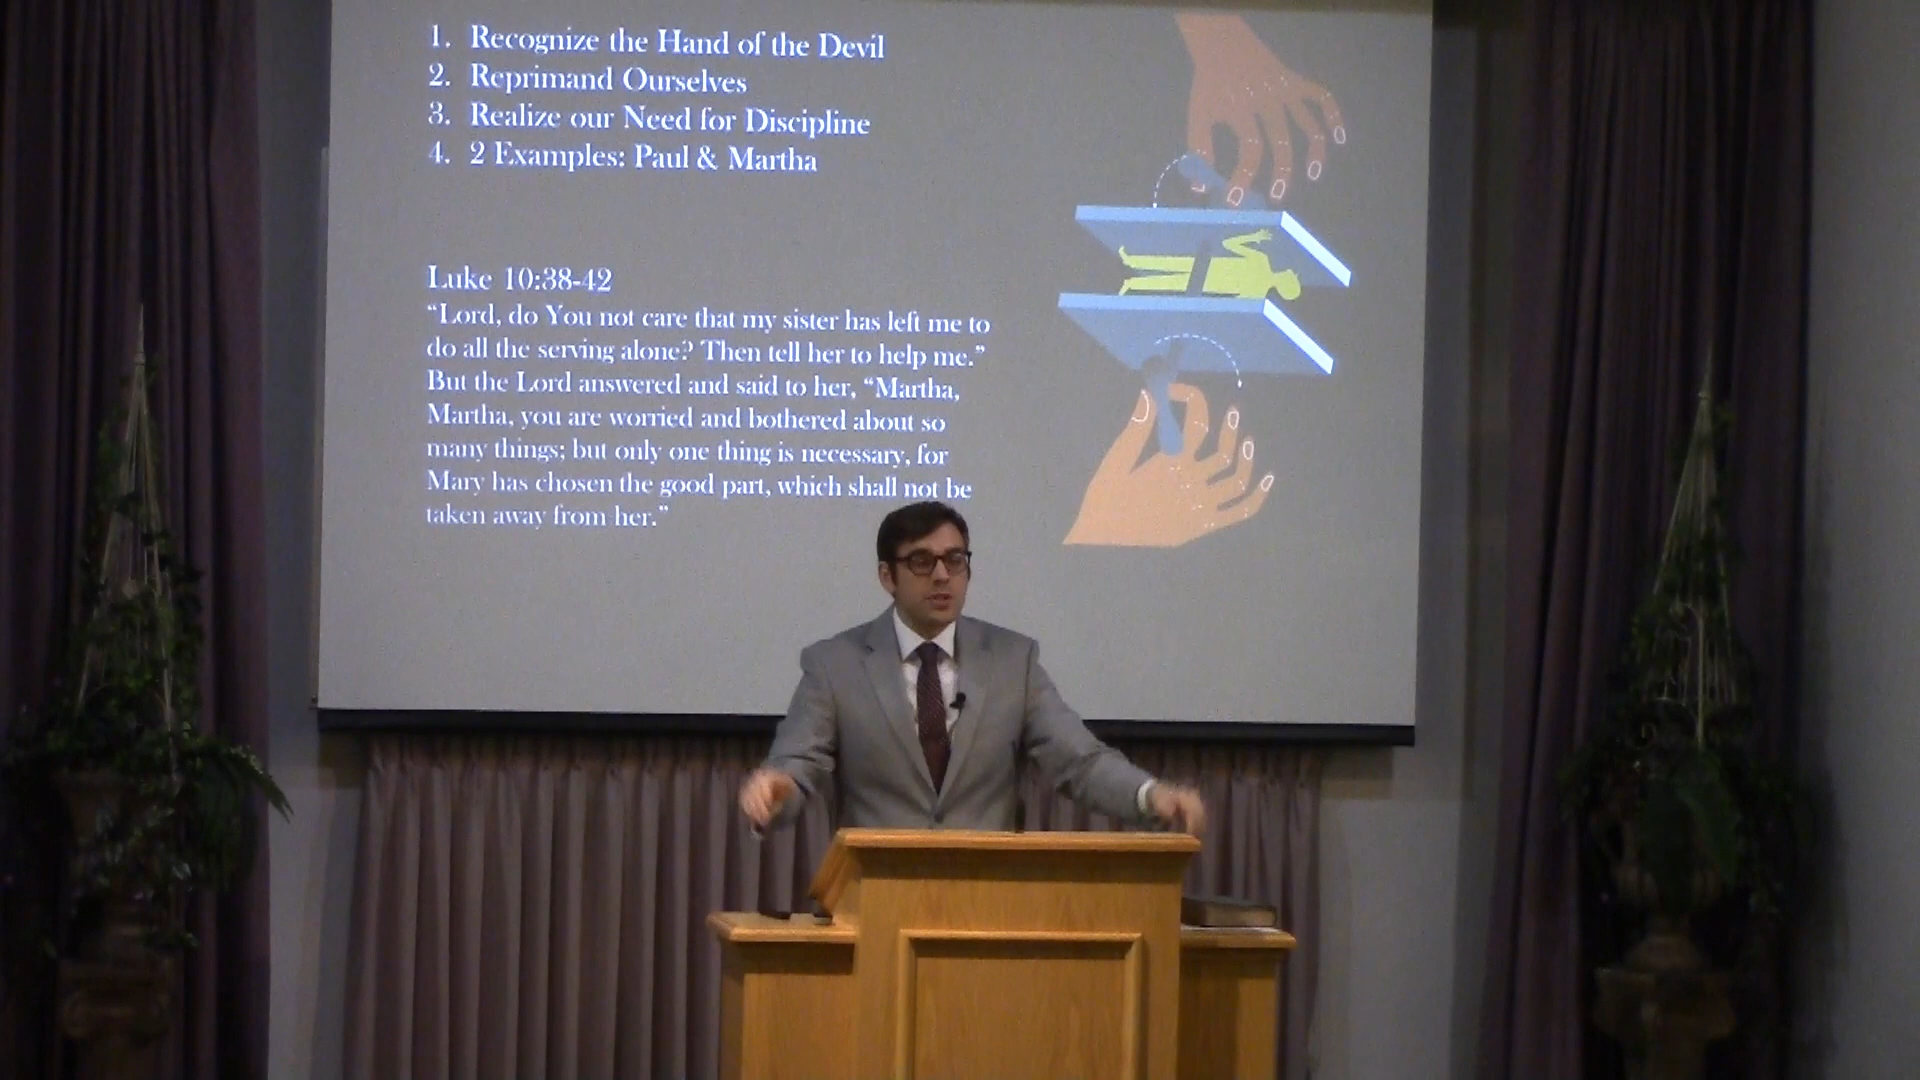 1. Recognize the Hand of the Devil
2. Reprimand Ourselves
3. Realize our Need for Discipline
4. 2 Examples: Paul & Martha
Luke 10:38-42
“Lord, do You not care that my sister has left me to
do all the serving alone? Then tell her to help me.”
But the Lord answered and said to her, “Martha,
Martha, you are worried and bothered about so
many things; but only one thing is necessary, for
Mary has chosen the good part, which shall not be
taken away from her.”